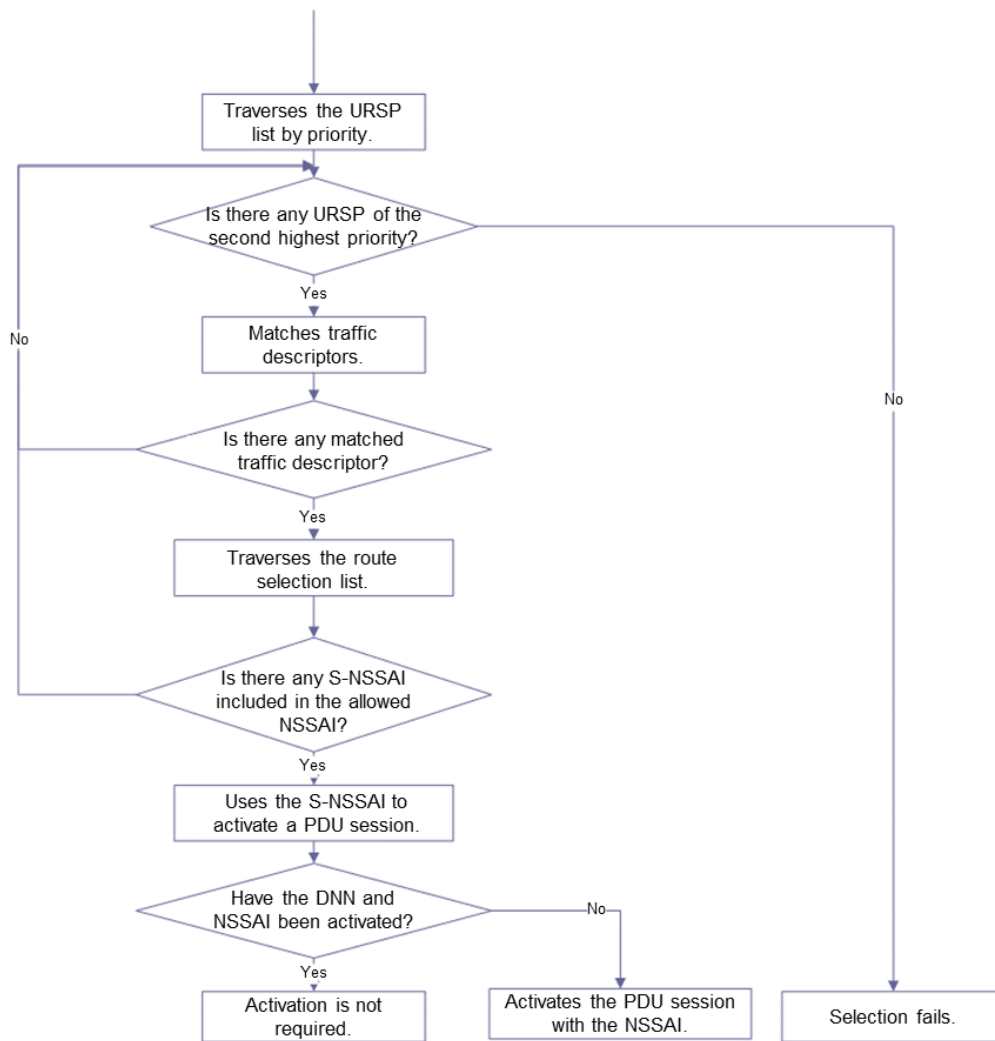 Traverses the URSP
list by priority.
Is there any URSP of the
second highest priority?
Yes
No
Matches traffic
descriptors.
No
Is there any matched
traffic descriptor?
Yes
Traverses the route
selection list.
Is there any S-NSSAI
included in the allowed
NSSAI?
Yes
Uses the S-NSSAI to
activate a PDU session.
Have the DNN and
NSSAI been activated?
No
Yes
Activation is not
required.
Activates the PDU session
with the NSSAI.
Selection fails.